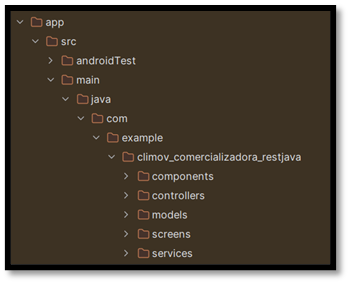 app
src
androidTest
main
java
com
example
climov_comercializadora_restjava
components
controllers
models
screens
services